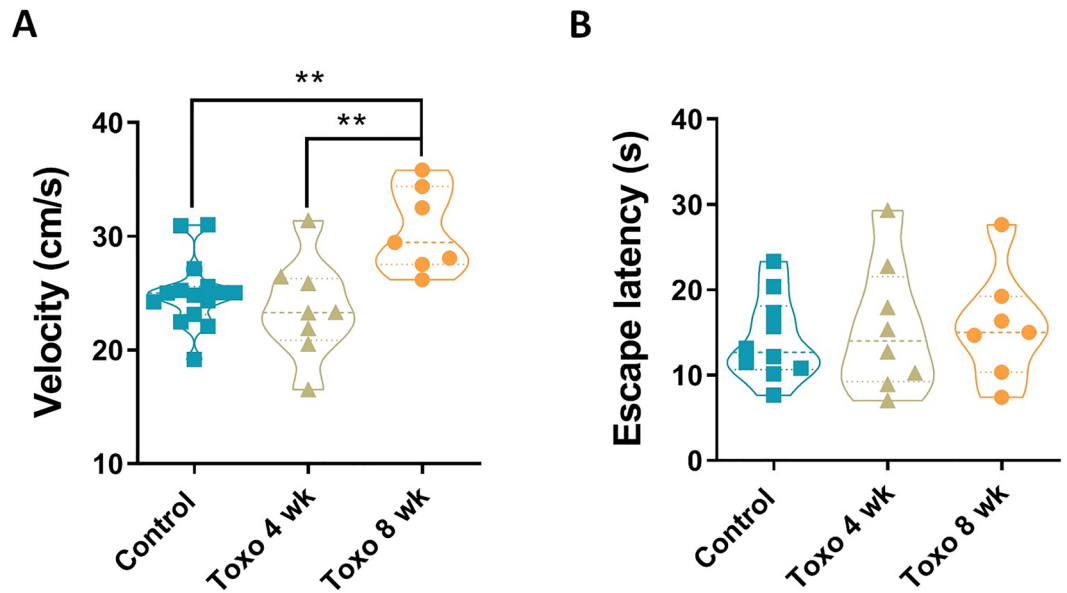 A
Velocity (cm/s)
40
30
20
10
**
**
Control
Toxo 4 wk
Toxo 8 wk
B
Escape latency (s)
40
30
20
10
0
Control
Toxo 4 wk
Toxo 8 wk